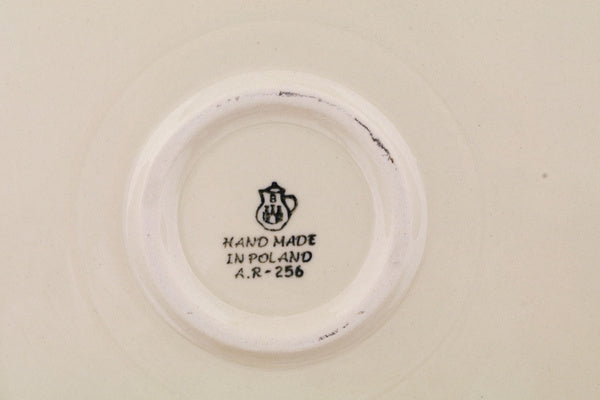 B
HAND MADE
IN POLAND
A.R-256